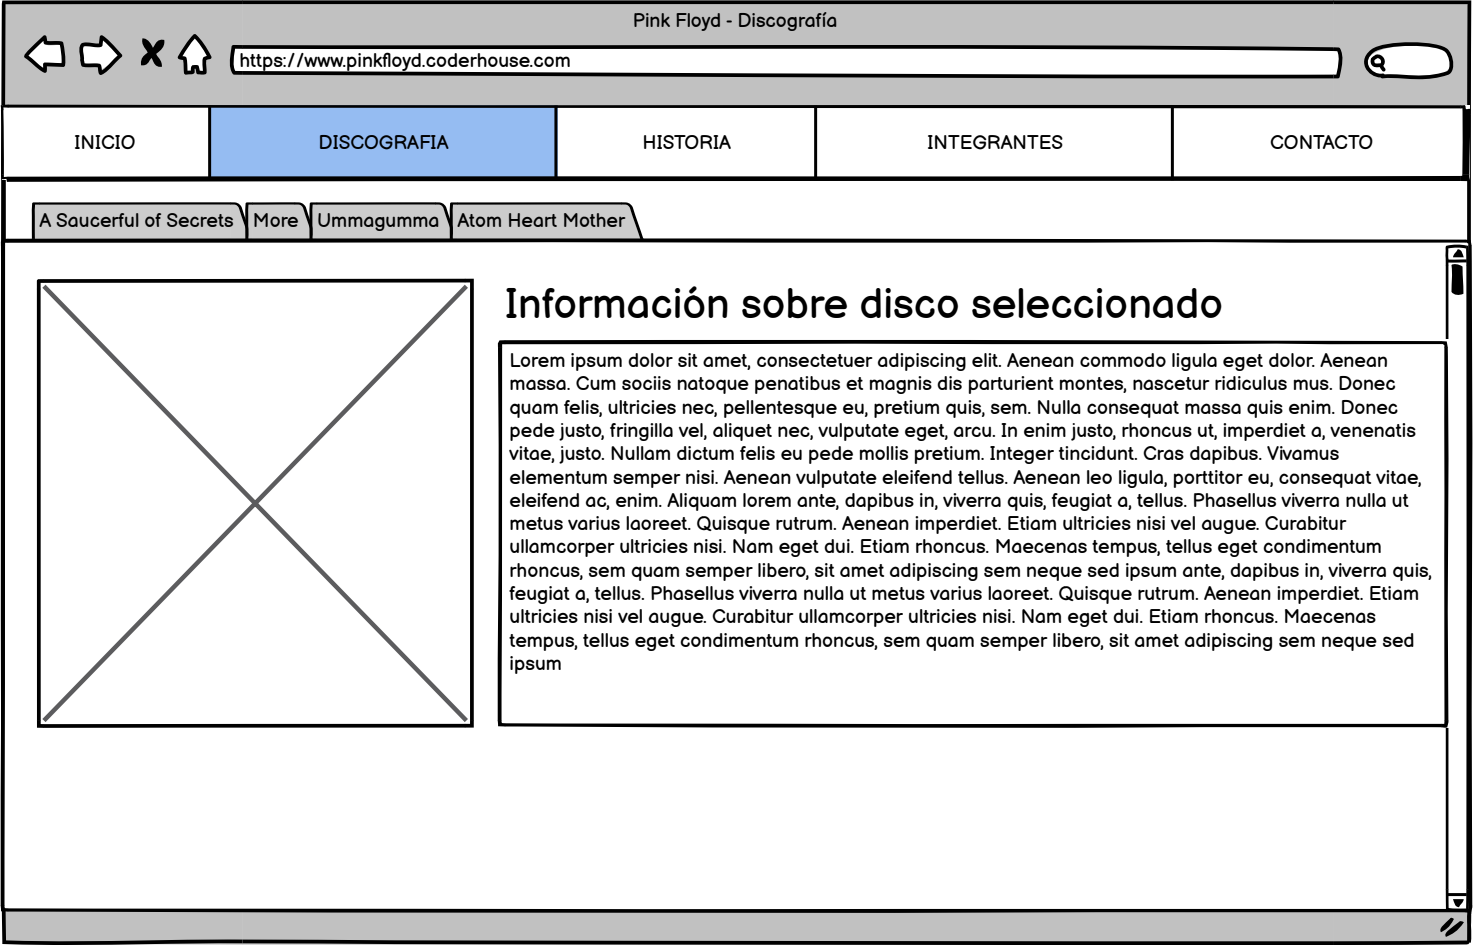 Pink Floyd - Discografía
https://www.pinkfloyd.coderhouse.com
INICIO DISCOGRAFIA HISTORIA INTEGRANTES CONTACTO
A Saucerful of Secrets More Ummagumma Atom Heart Mother
Información sobre disco seleccionado
Lorem ipsum dolor sit amet, consectetuer adipiscing elit. Aenean commodo ligula eget dolor. Aenean
massa. Cum sociis natoque penatibus et magnis dis parturient montes, nascetur ridiculus mus. Donec
quam felis, ultricies nec, pellentesque eu, pretium quis, sem. Nulla consequat massa quis enim. Donec
pede justo, fringilla vel, aliquet nec, vulputate eget, arcu. In enim justo, rhoncus ut, imperdiet a, venenatis
vitae, justo. Nullam dictum felis eu pede mollis pretium. Integer tincidunt. Cras dapibus. Vivamus
elementum semper nisi. Aenean vulputate eleifend tellus. Aenean leo ligula, porttitor eu, consequat vitae,
eleifend ac, enim. Aliquam lorem ante, dapibus in, viverra quis, feugiat a, tellus. Phasellus viverra nulla ut
metus varius laoreet. Quisque rutrum. Aenean imperdiet. Etiam ultricies nisi vel augue. Curabitur
ullamcorper ultricies nisi. Nam eget dui. Etiam rhoncus. Maecenas tempus, tellus eget condimentum
rhoncus, sem quam semper libero, sit amet adipiscing sem neque sed ipsum ante, dapibus in, viverra quis,
feugiat a, tellus. Phasellus viverra nulla ut metus varius laoreet. Quisque rutrum. Aenean imperdiet. Etiam
ultricies nisi vel augue. Curabitur ullamcorper ultricies nisi. Nam eget dui. Etiam rhoncus. Maecenas
tempus, tellus eget condimentum rhoncus, sem quam semper libero, sit amet adipiscing sem neque sed
ipsum